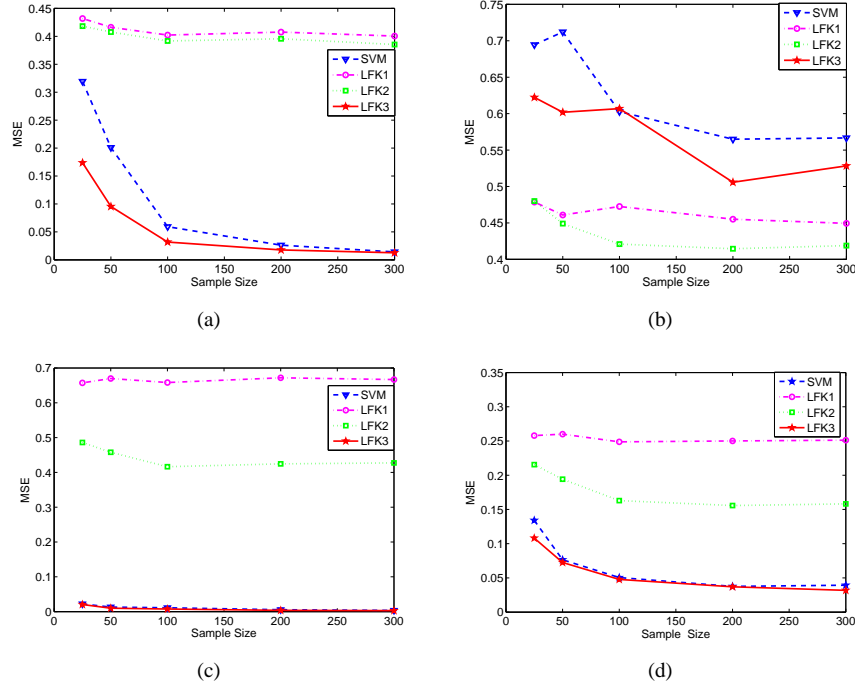 0.45
0.4
0.35
0.3
0.25
0.2
0.15
0.1
0.05
0
MSE
0 50 100 150 200 250 300
Sample Size
SVM
LFK1
LFK2
LFK3
(a)
0.75
0.7
0.65
0.6
0.55
0.5
0.45
0.4
MSE
0 50 100 150 200 250 300
Sample Size
SVM
LFK1
LFK2
LFK3
(b)
0.7
0.6
0.5
0.4
0.3
0.2
0.1
0
MSE
0 50 100 150 200 250 300
Sample Size
SVM
LFK1
LFK2
LFK3
(c)
0.35
0.3
0.25
0.2
0.15
0.1
0.05
0
MSE
0 50 100 150 200 250 300
Sample Size
SVM
LFK1
LFK2
LFK3
(d)